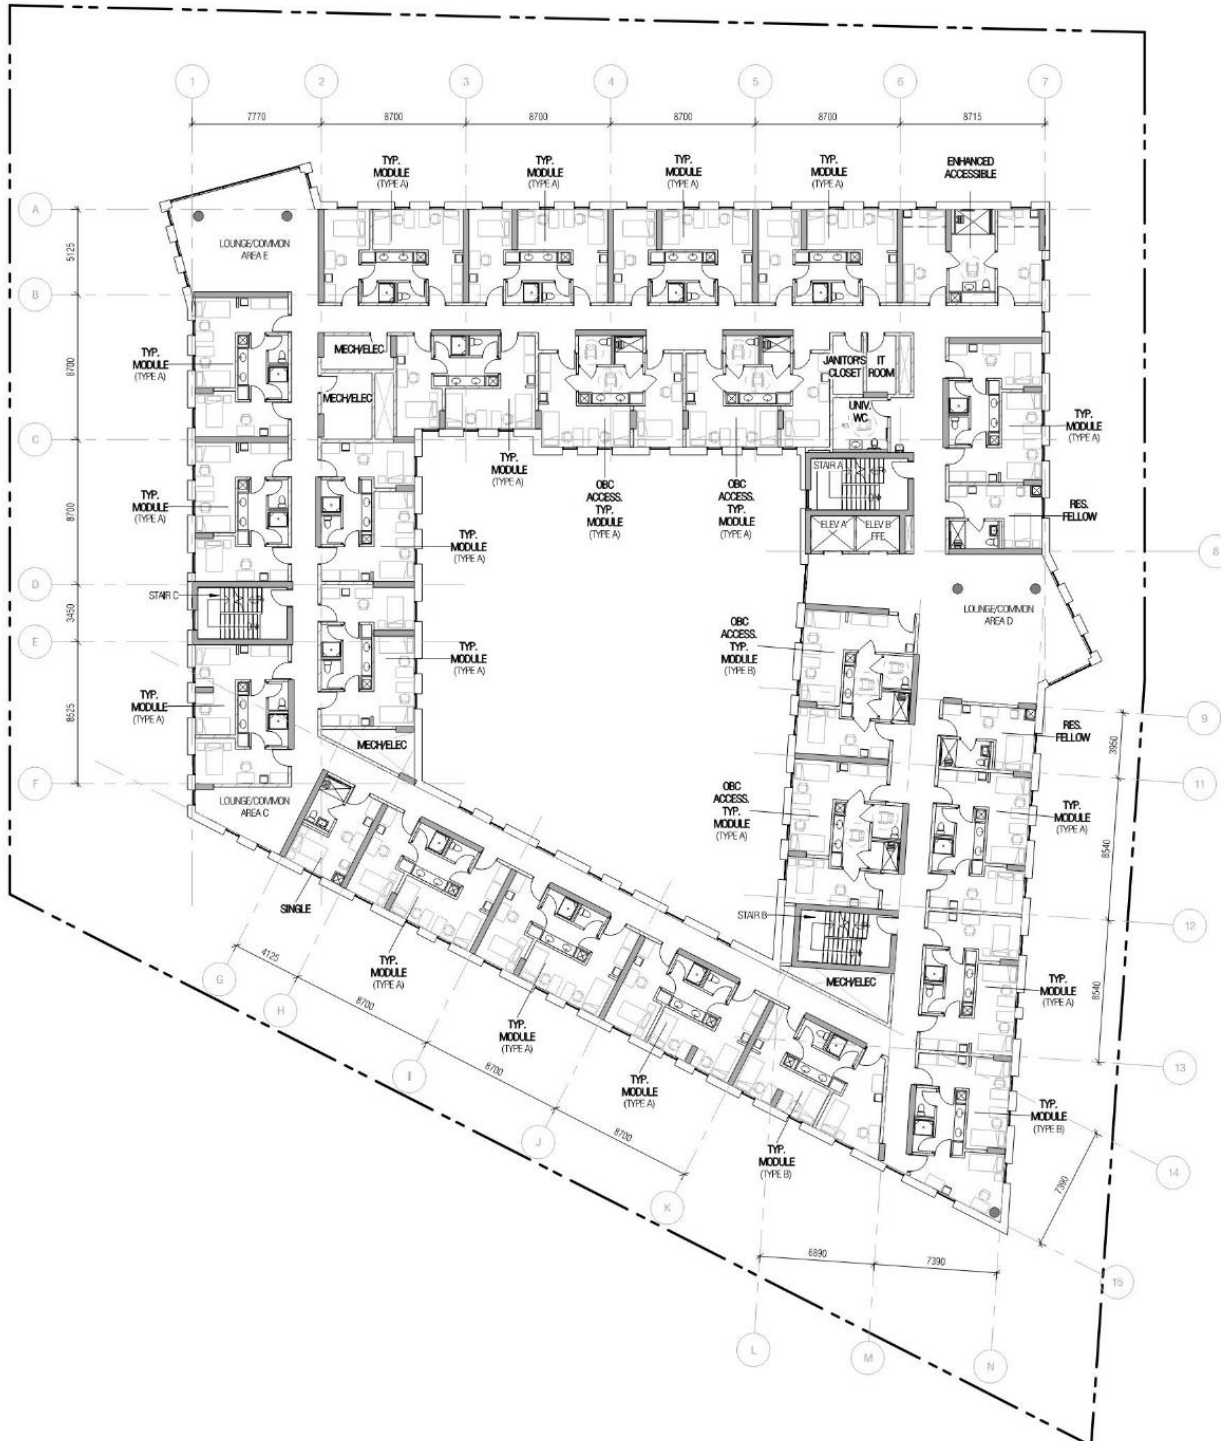 1 2 3 4 5 6 7
7770 8700 8700 8700 8700 8715
TYP.
MODULE
(TYPE A)
TYP.
MODULE
(TYPE A)
TYP.
MODULE
(TYPE A)
TYP.
MODULE
(TYPE A)
ENHANCED
ACCESSIBLE
A
5125
LOUNGE/COMMON
AREA E
B
8700
TYP.
MODULE
(TYPE A)
MECH/ELEC
MECH/ELEC
JANITOR'S
CLOSET
IT
ROOM
UNIV.
WC
TYP.
MODULE
(TYPE A)
C
TYP.
MODULE
(TYPE A)
OBC
ACCESS.
TYP.
MODULE
(TYPE A)
OBC
ACCESS.
TYP.
MODULE
(TYPE A)
STAIR A
DN
8700
TYP.
MODULE
(TYPE A)
RES.
FELLOW
ELEV A
ELEV B
FFE
TYP.
MODULE
(TYPE A)
8
D
STAIR C
DN
3450
E
LOUNGE/COMMON
AREA D
OBC
ACCESS.
TYP.
MODULE
(TYPE B)
TYP.
MODULE
(TYPE A)
8525
TYP.
MODULE
(TYPE A)
9
RES.
FELLOW
3950
MECH/ELEC
11
F
LOUNGE/COMMON
AREA C
OBC
ACCESS.
TYP.
MODULE
(TYPE A)
TYP.
MODULE
(TYPE A)
8540
SINGLE
STAIR B
DN
12
4125
G
TYP.
MODULE
(TYPE A)
MECH/ELEC
TYP.
MODULE
(TYPE A)
8540
H
8700
TYP.
MODULE
(TYPE A)
13
I
8700
TYP.
MODULE
(TYPE A)
TYP.
MODULE
(TYPE B)
J
8700
TYP.
MODULE
(TYPE B)
14
7390
K
6890
7390
15
L
M
N